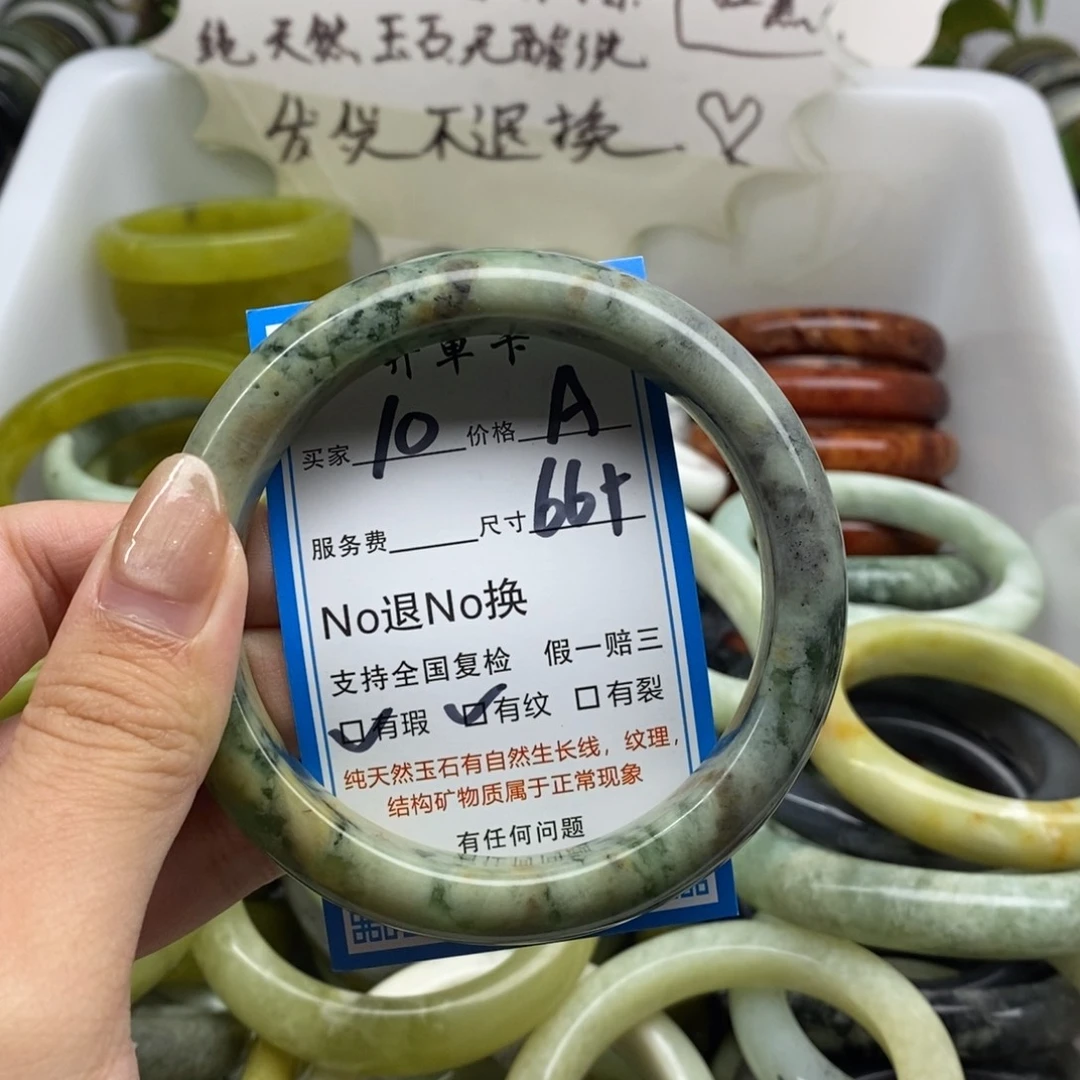 纯天然玉石无酸洗
发货不退换
开单卡
买家 10 价格 A
服务费 尺寸 66+
No退No换
支持全国复检 假一赔三
有瑕 有纹 有裂
纯天然玉石有自然生长线，纹理，
结构矿物质属于正常现象
有任何问题